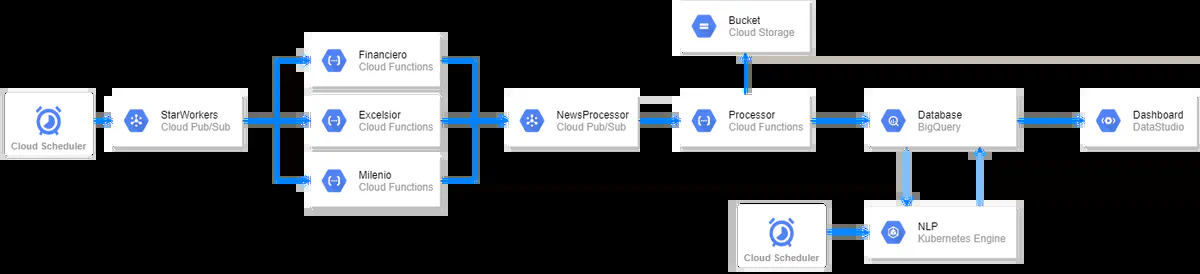 Bucket
Cloud Storage
Financiero
Cloud Functions
Cloud Scheduler
StarWorkers
Cloud Pub/Sub
Excelsior
Cloud Functions
NewsProcessor
Cloud Pub/Sub
Processor
Cloud Functions
Database
BigQuery
Dashboard
DataStudio
Milenio
Cloud Functions
Cloud Scheduler
NLP
Kubernetes Engine